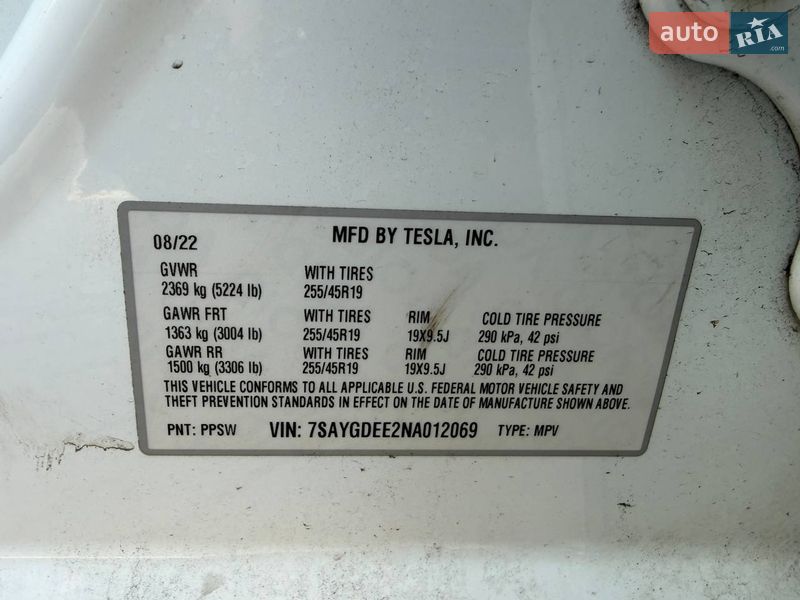 auto RIA .com
08/22 MFD BY TESLA, INC.
GVWR WITH TIRES
2369 kg (5224 lb) 255/45R19
GAWR FRT WITH TIRES RIM COLD TIRE PRESSURE
1363 kg (3004 lb) 255/45R19 19X9.5J 290 kPa, 42 psi
GAWR RR WITH TIRES RIM COLD TIRE PRESSURE
1500 kg (3306 lb) 255/45R19 19X9.5J 290 kPa, 42 psi
THIS VEHICLE CONFORMS TO ALL APPLICABLE U.S. FEDERAL MOTOR VEHICLE SAFETY AND
THEFT PREVENTION STANDARDS IN EFFECT ON THE DATE OF MANUFACTURE SHOWN ABOVE.
PNT: PPSW VIN: 7SAYGDEE2NA012069 TYPE: MPV